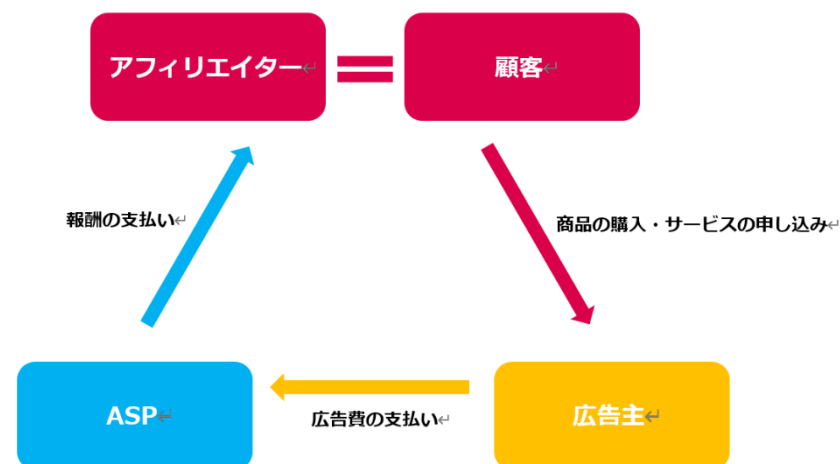 アフィリエイター
顧客
報酬の支払い
商品の購入・サービスの申し込み
ASP
広告費の支払い
広告主